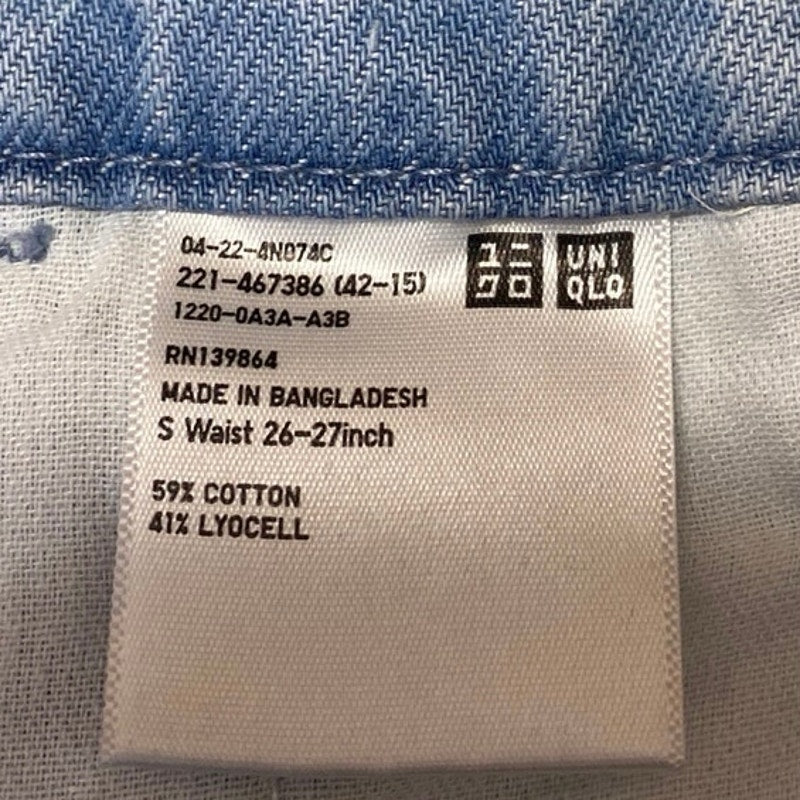 04-22-4N074C
221-467386 (42-15)
1220-0A3A-A3B
ユニ
クロ
UNI
QLO
RN139864
MADE IN BANGLADESH
S Waist 26-27inch
59% COTTON
41% LYOCELL